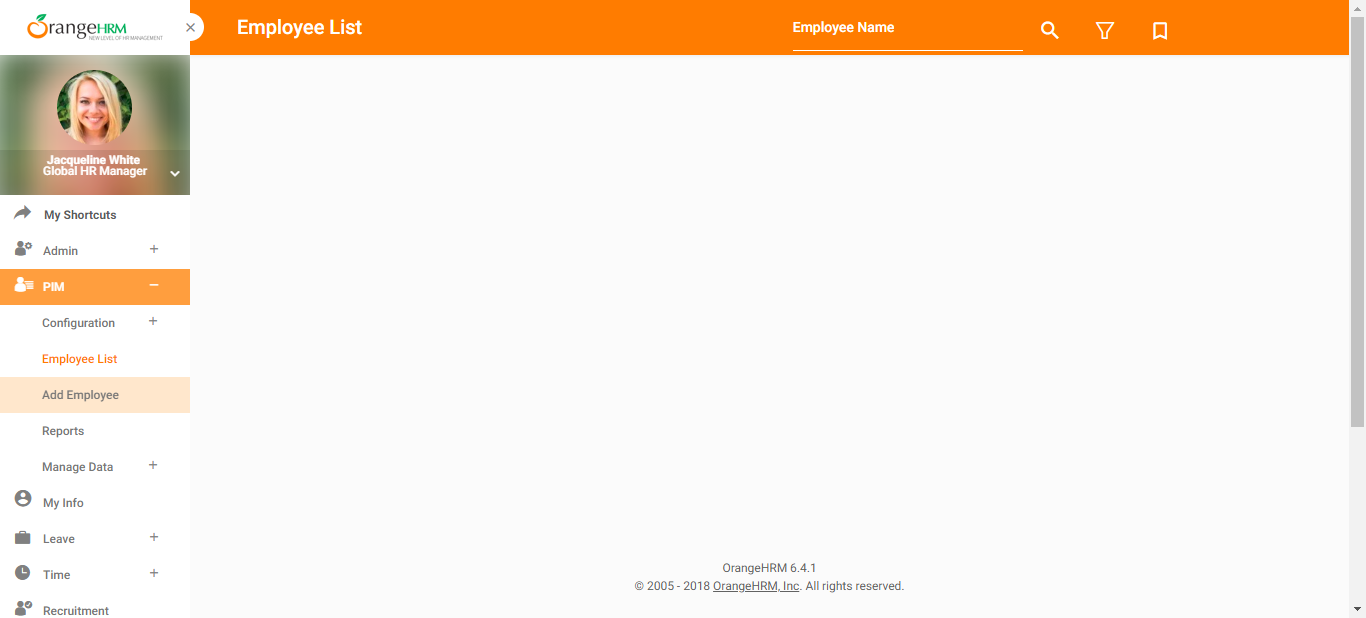 OrangeHRM
NEW LEVEL OF HR MANAGEMENT
Employee List
Employee Name
Jacqueline White
Global HR Manager
My Shortcuts
Admin
PIM
Configuration
Employee List
Add Employee
Reports
Manage Data
My Info
Leave
Time
Recruitment
OrangeHRM 6.4.1
© 2005 - 2018 OrangeHRM, Inc. All rights reserved.